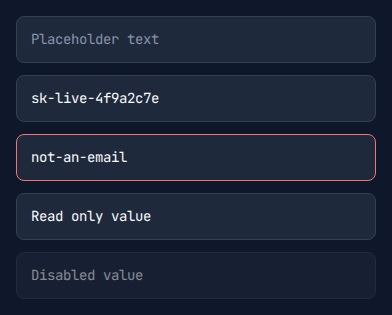 Placeholder text
sk-live-4f9a2c7e
not-an-email
Read only value
Disabled value